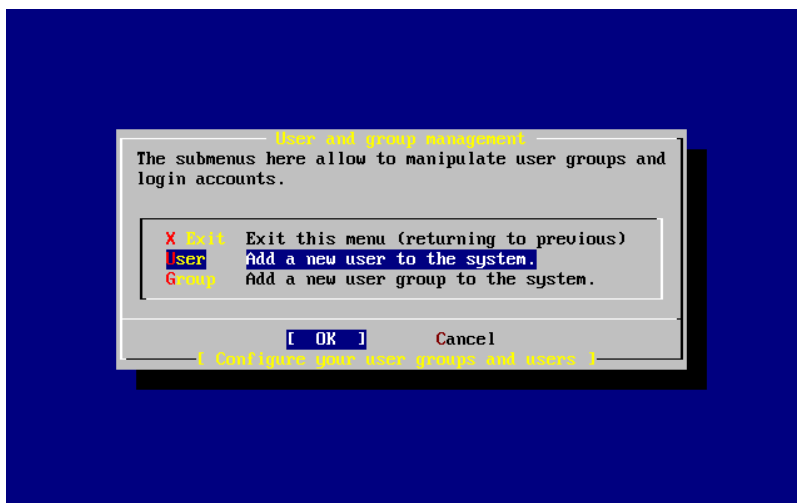 User and group management
The submenus here allow to manipulate user groups and
login accounts.
X Exit Exit this menu (returning to previous)
User Add a new user to the system.
Group Add a new user group to the system.
[ OK ] Cancel
[ Configure your user groups and users ]